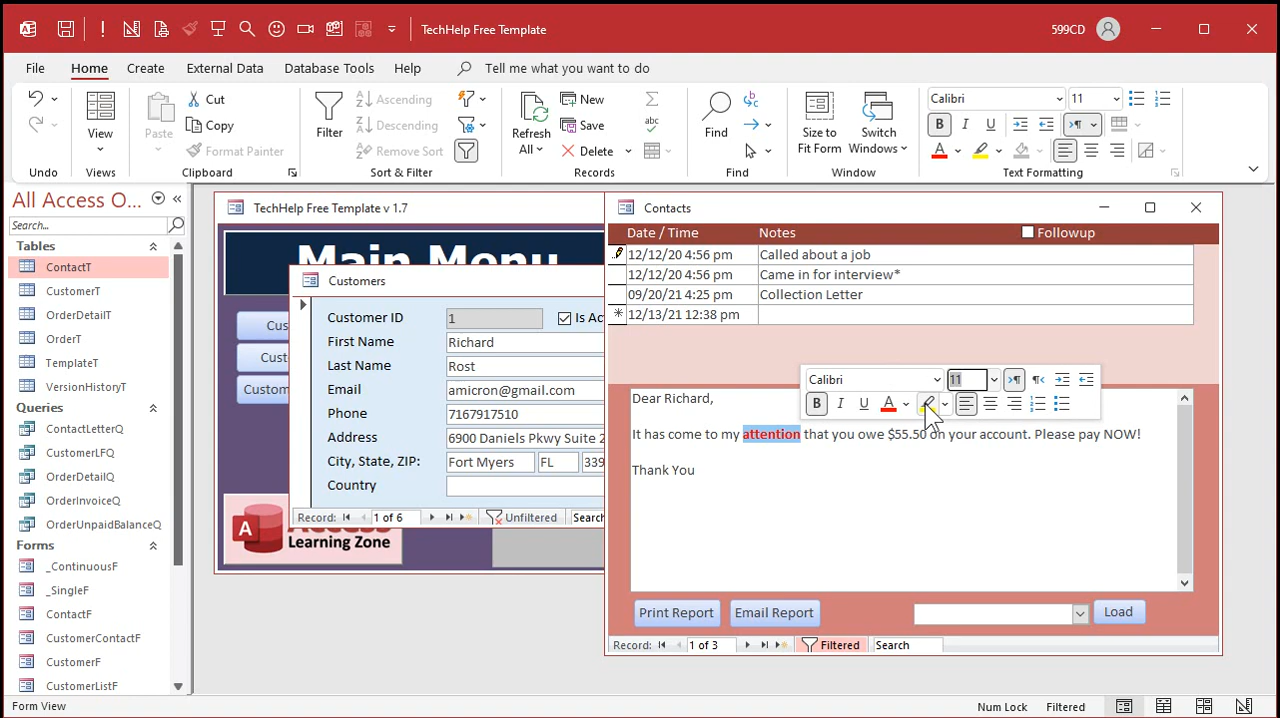 TechHelp Free Template
599CD
File Home Create External Data Database Tools Help Tell me what you want to do
Undo
View
Views
Paste
Cut
Copy
Format Painter
Clipboard
Filter
Ascending
Descending
Remove Sort
Sort & Filter
Refresh
All
New
Save
Delete
Records
Find
Find
Size to
Fit Form
Switch
Windows
Window
Calibri 11
B I U A
Text Formatting
All Access O...
Search...
Tables
ContactT
CustomerT
OrderDetailT
OrderT
TemplateT
VersionHistoryT
Queries
ContactLetterQ
CustomerLFQ
OrderDetailQ
OrderInvoiceQ
OrderUnpaidBalanceQ
Forms
_ContinuousF
_SingleF
ContactF
CustomerContactF
CustomerF
CustomerListF
TechHelp Free Template v 1.7
Main Menu
Cus
Cust
Custom
A
Access
Learning Zone
Customers
Customer ID 1 Is Act
First Name Richard
Last Name Rost
Email amicron@gmail.com
Phone 7167917510
Address 6900 Daniels Pkwy Suite 2
City, State, ZIP: Fort Myers FL 339
Country
Record: 1 of 6 Unfiltered Search
Contacts
Date / Time Notes Followup
12/12/20 4:56 pm Called about a job
12/12/20 4:56 pm Came in for interview*
09/20/21 4:25 pm Collection Letter
12/13/21 12:38 pm
Calibri 11
B I U A
Dear Richard,
It has come to my attention that you owe $55.50 on your account. Please pay NOW!
Thank You
Print Report Email Report Load
Record: 1 of 3 Filtered Search
Form View Num Lock Filtered